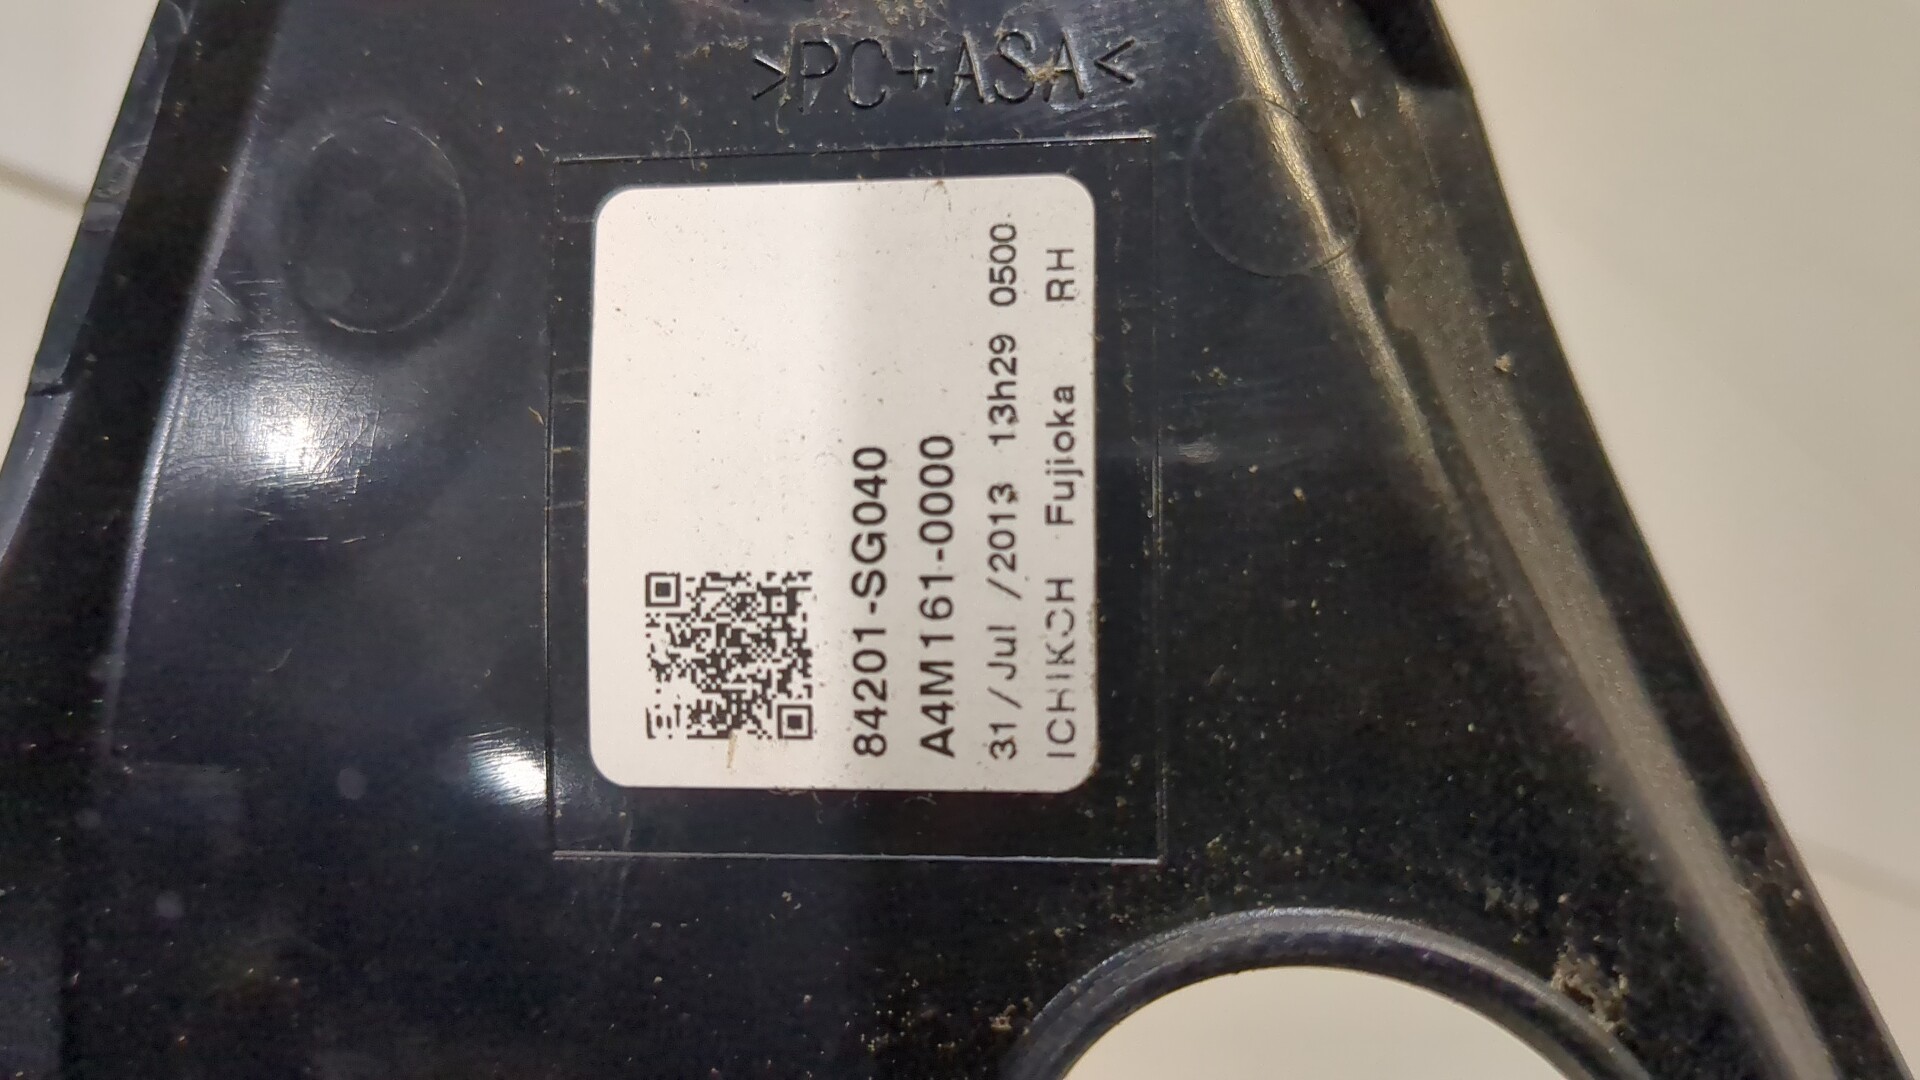 >PC+ASA<
84201-SG040
A4M161-0000
31/Jul /2013 13h29 0500
ICHIKOH Fujioka RH